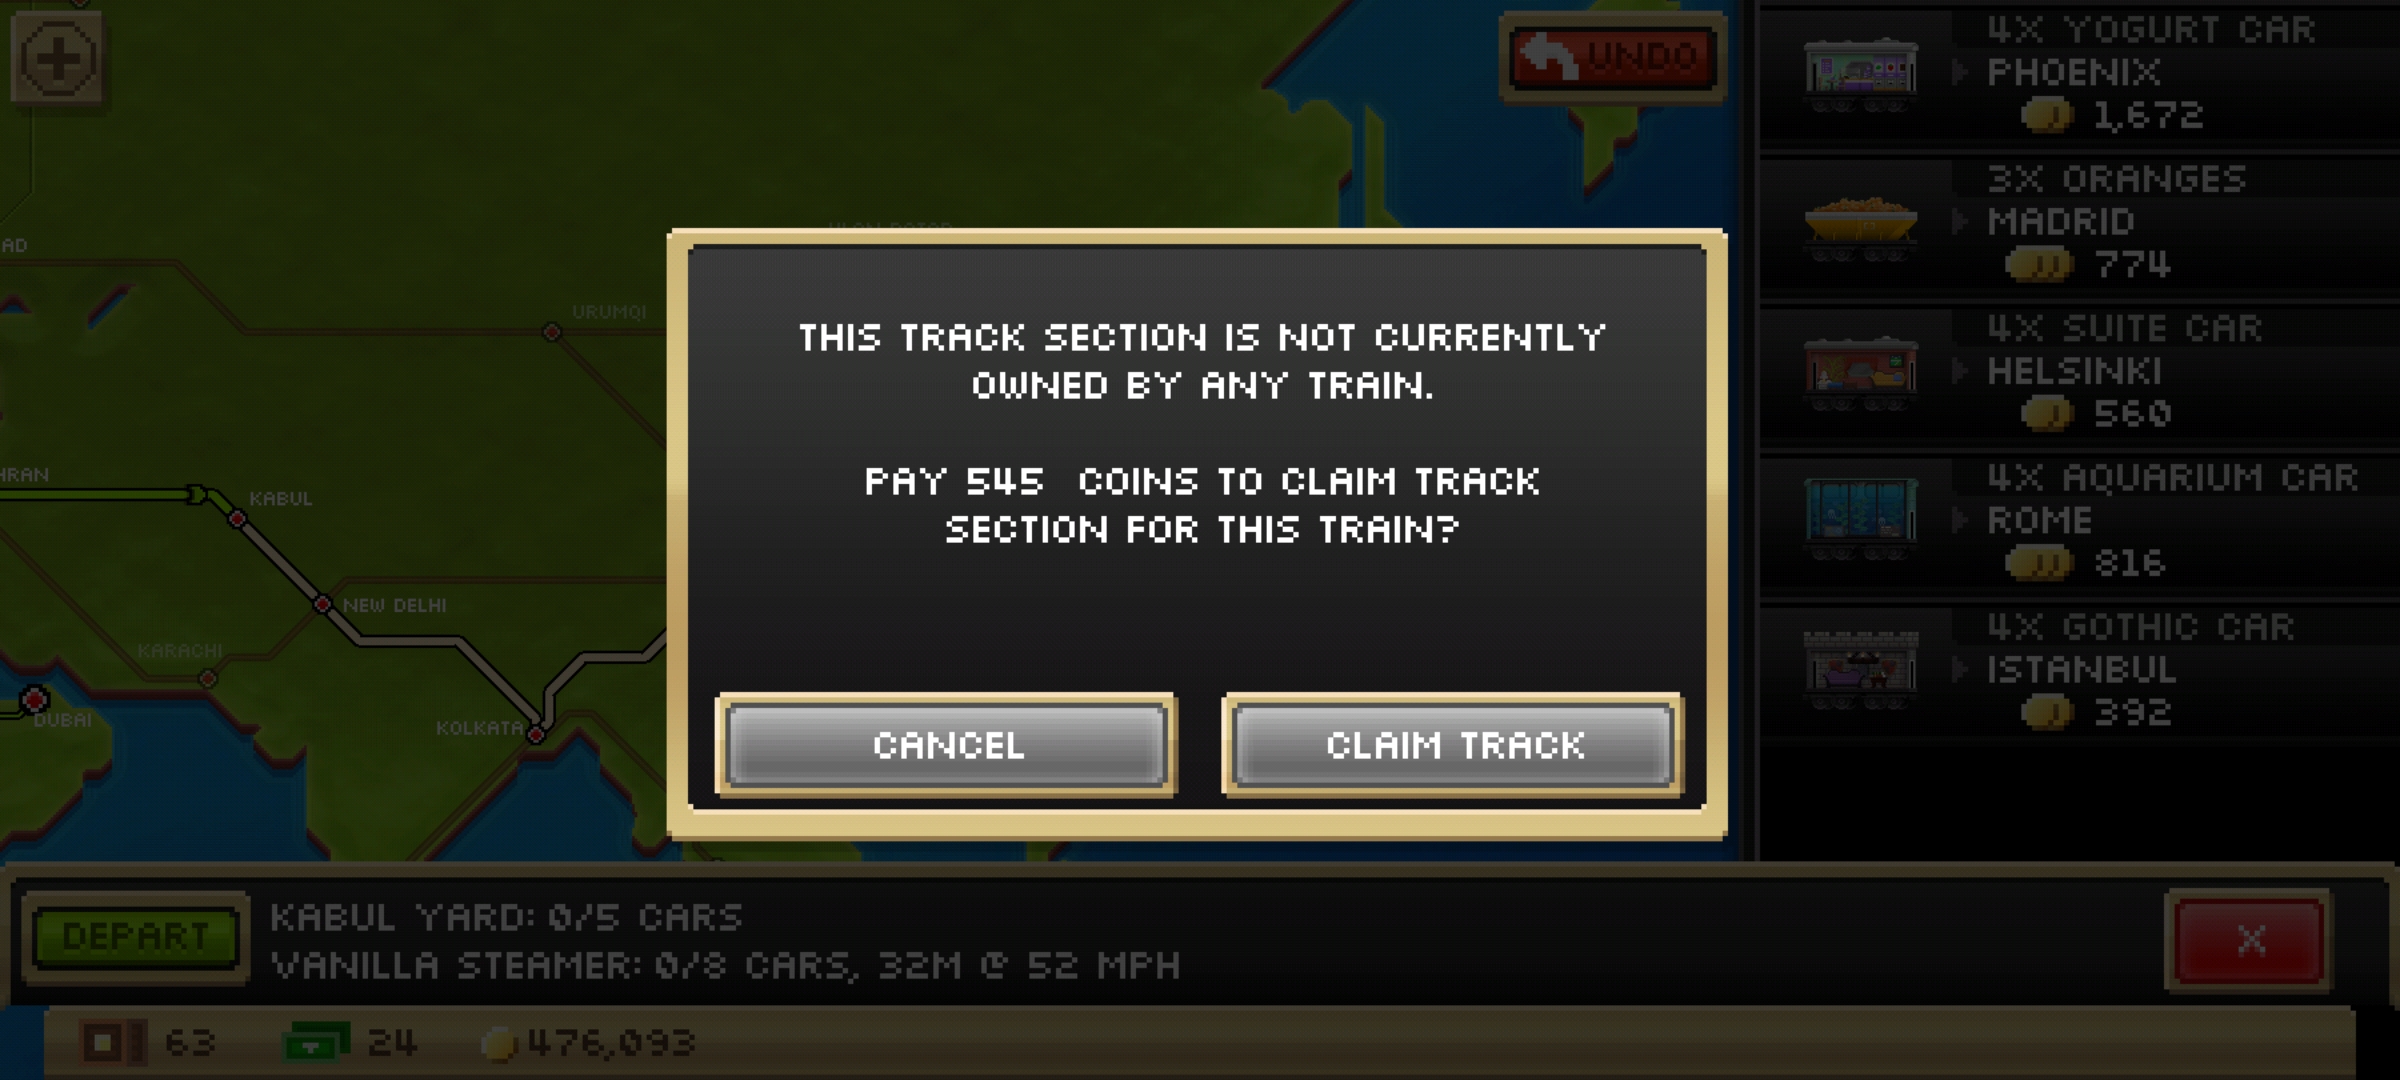 UNDO
4X YOGURT CAR
PHOENIX
1,672
3X ORANGES
MADRID
774
4X SUITE CAR
HELSINKI
560
4X AQUARIUM CAR
ROME
816
4X GOTHIC CAR
ISTANBUL
392
AD
URUMQI
HRAN
KABUL
NEW DELHI
KARACHI
DUBAI
KOLKATA
THIS TRACK SECTION IS NOT CURRENTLY
OWNED BY ANY TRAIN.
PAY 545 COINS TO CLAIM TRACK
SECTION FOR THIS TRAIN?
CANCEL
CLAIM TRACK
DEPART
KABUL YARD: 0/5 CARS
VANILLA STEAMER: 0/8 CARS, 32M @ 52 MPH
X
63
24
476,093